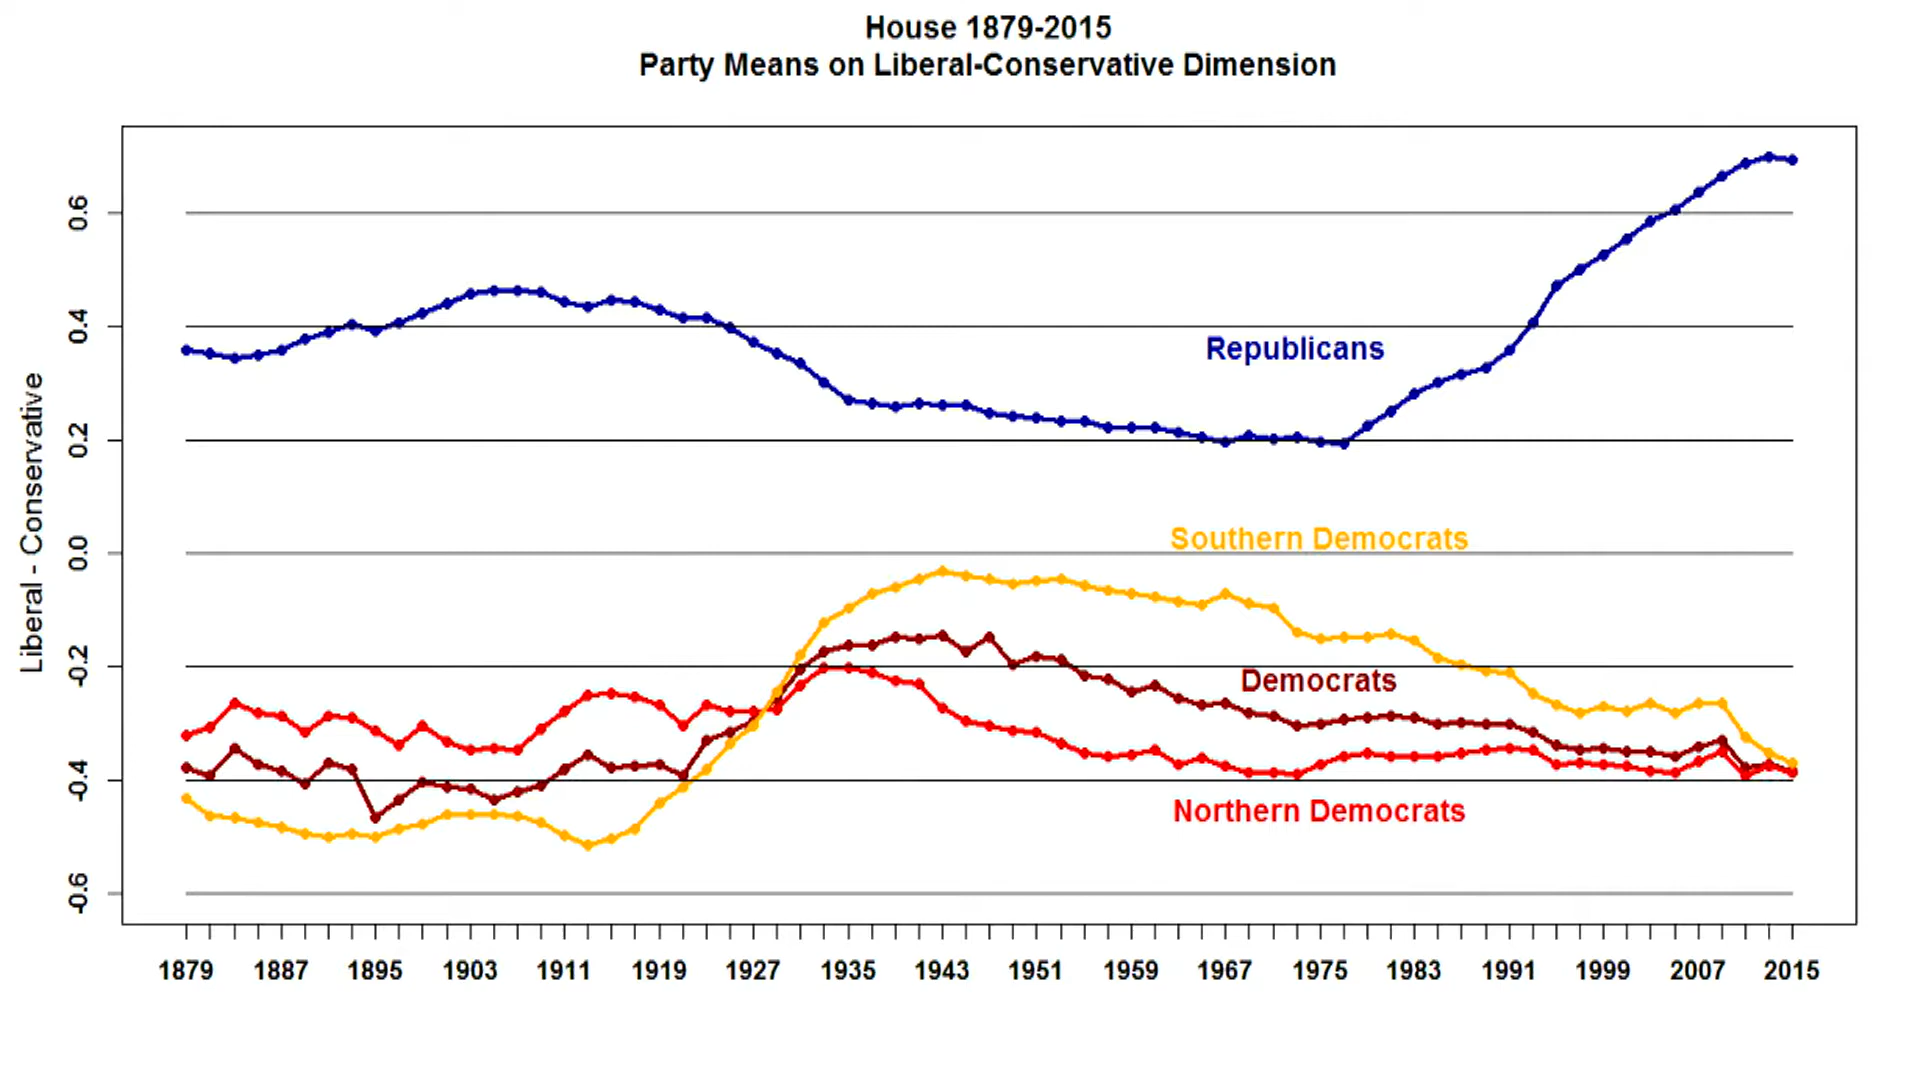 House 1879-2015
Party Means on Liberal-Conservative Dimension
Liberal - Conservative
0.6
0.4
0.2
0.0
-0.2
-0.4
-0.6
Republicans
Southern Democrats
Democrats
Northern Democrats
1879 1887 1895 1903 1911 1919 1927 1935 1943 1951 1959 1967 1975 1983 1991 1999 2007 2015